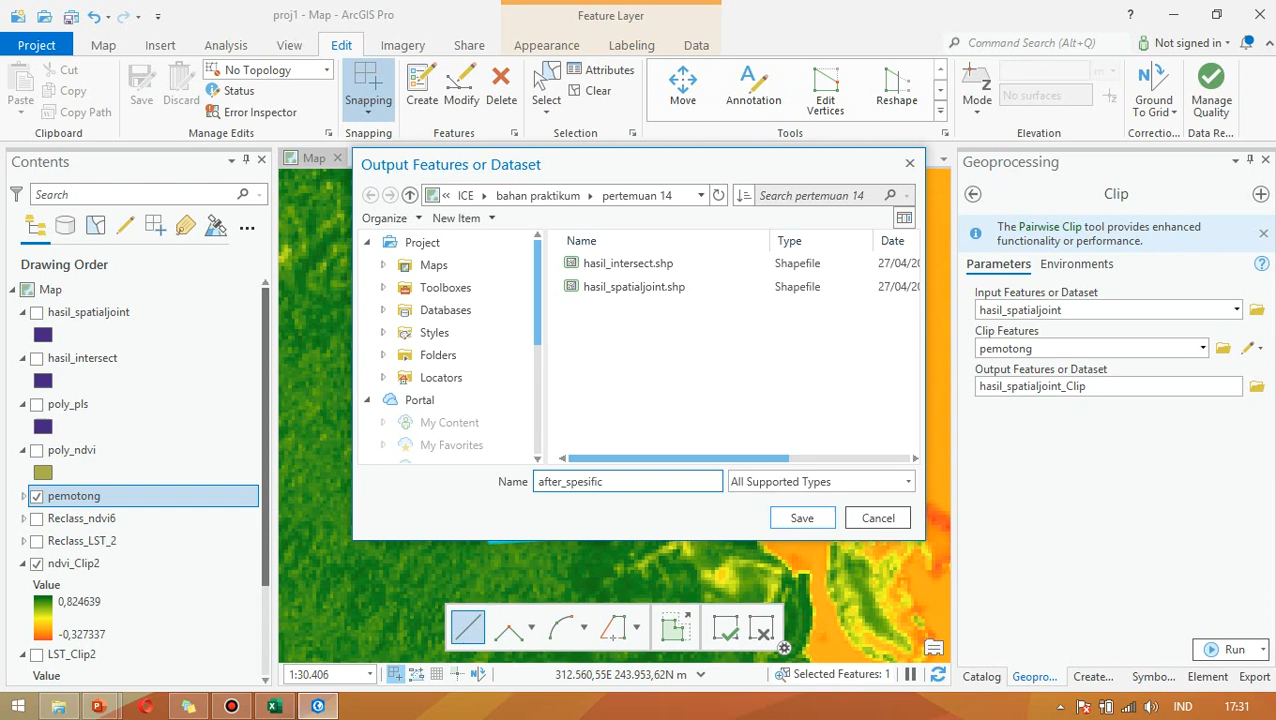 proj1 - Map - ArcGIS Pro
Feature Layer
?
Project
Map
Insert
Analysis
View
Edit
Imagery
Share
Appearance
Labeling
Data
Command Search (Alt+Q)
Not signed in
Paste
Cut
Copy
Copy Path
Clipboard
Save
Discard
No Topology
Status
Error Inspector
Manage Edits
Snapping
Snapping
Create
Modify
Delete
Features
Select
Attributes
Clear
Selection
Move
Annotation
Edit
Vertices
Reshape
Tools
Mode
m
No surfaces
Elevation
Ground
To Grid
Correctio...
Manage
Quality
Data Re...
Contents
Search
Drawing Order
Map
hasil_spatialjoint
hasil_intersect
poly_pls
poly_ndvi
pemotong
Reclass_ndvi6
Reclass_LST_2
ndvi_Clip2
Value
0,824639
-0,327337
LST_Clip2
Value
Map
Output Features or Dataset
ICE
bahan praktikum
pertemuan 14
Search pertemuan 14
Organize
New Item
Project
Maps
Toolboxes
Databases
Styles
Folders
Locators
Portal
My Content
My Favorites
Name
Type
Date
hasil_intersect.shp
Shapefile
27/04/20
hasil_spatialjoint.shp
Shapefile
27/04/20
Name
after_spesific
All Supported Types
Save
Cancel
Geoprocessing
Clip
The Pairwise Clip tool provides enhanced
functionality or performance.
Parameters
Environments
Input Features or Dataset
hasil_spatialjoint
Clip Features
pemotong
Output Features or Dataset
hasil_spatialjoint_Clip
Run
1:30.406
312.560,55E 243.953,62N m
Selected Features: 1
Catalog
Geopro...
Create...
Symbo...
Element
Export
IND
17:31